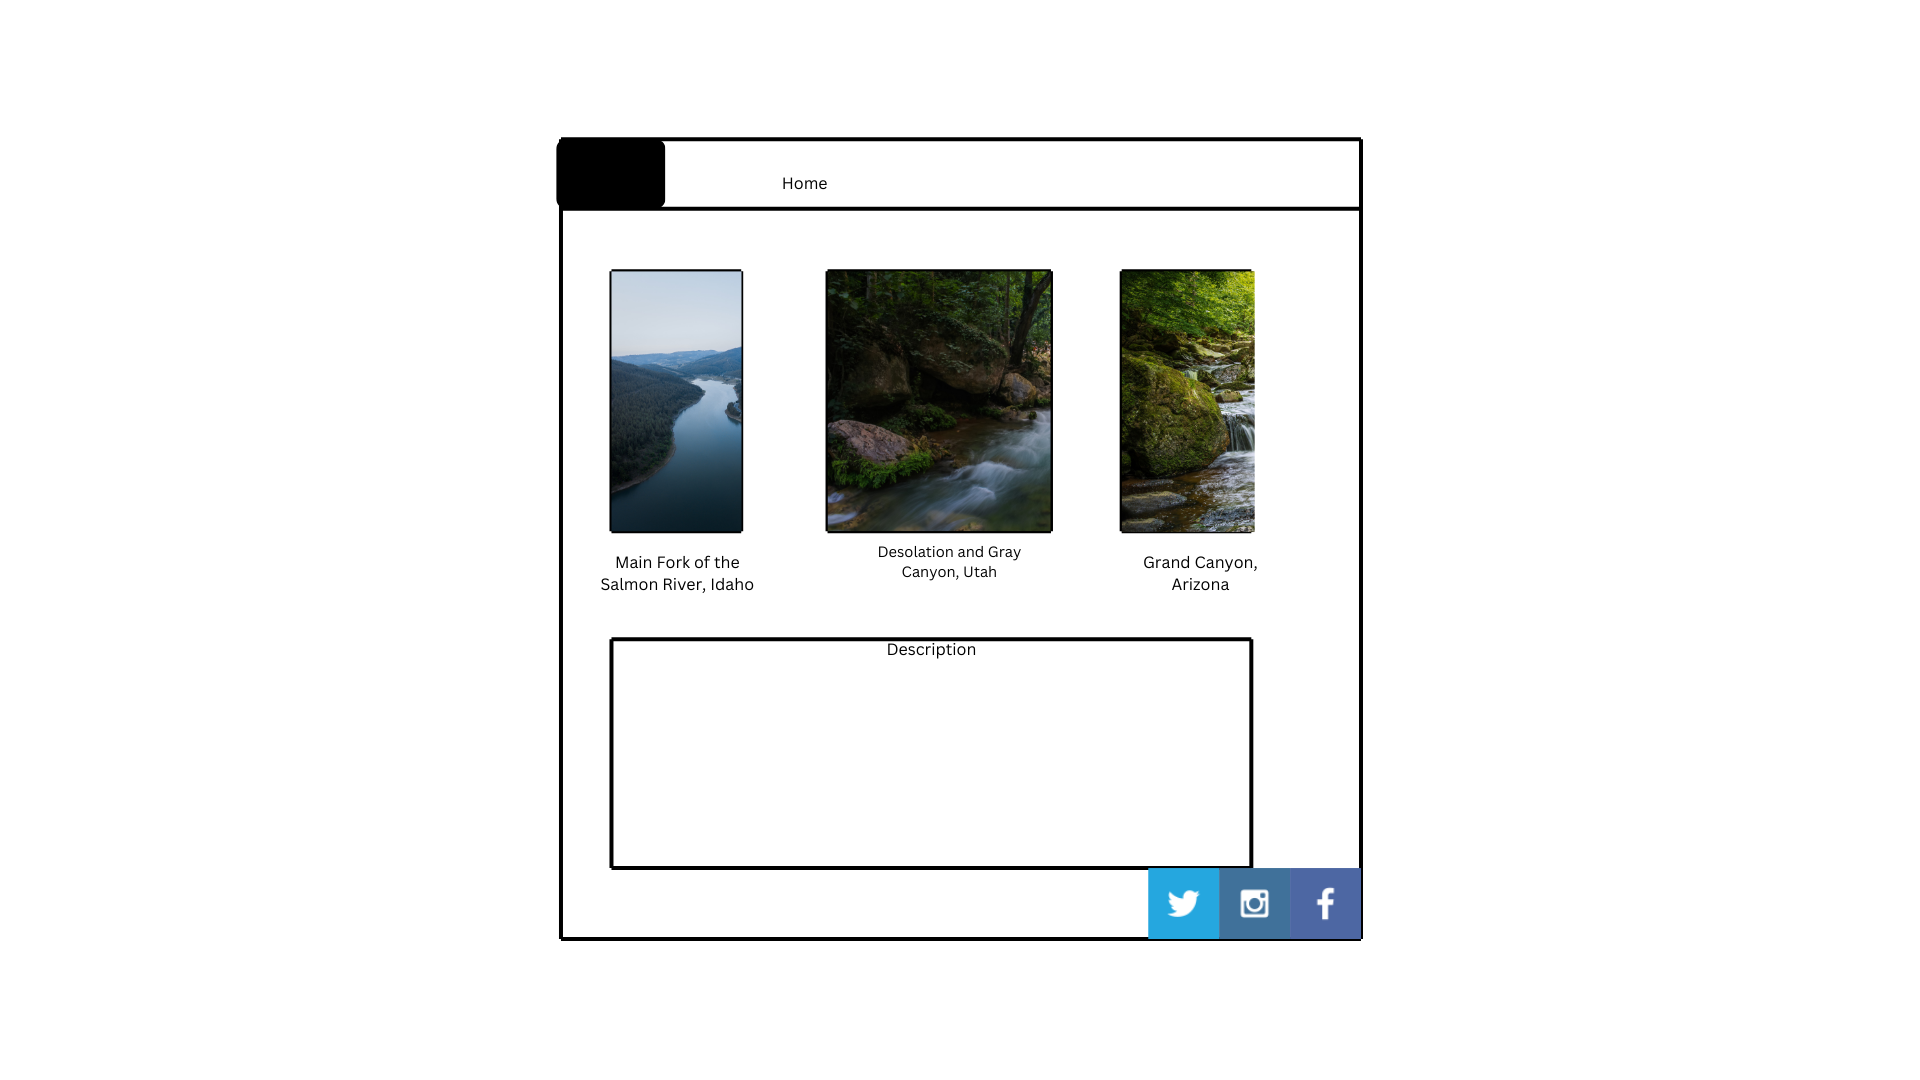 Home
Main Fork of the
Salmon River, Idaho
Desolation and Gray
Canyon, Utah
Grand Canyon,
Arizona
Description